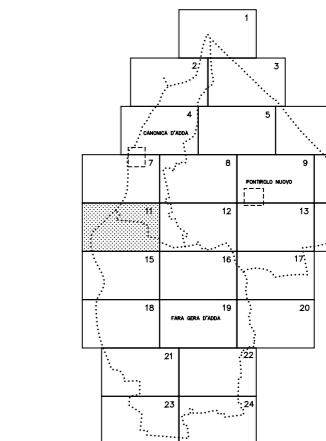 1
2 3
4 5
CANONICA D'ADDA
7 8 9
PONTIROLO NUOVO
11 12 13
15 16 17
18 19 20
FARA GERA D'ADDA
21 22
23 24